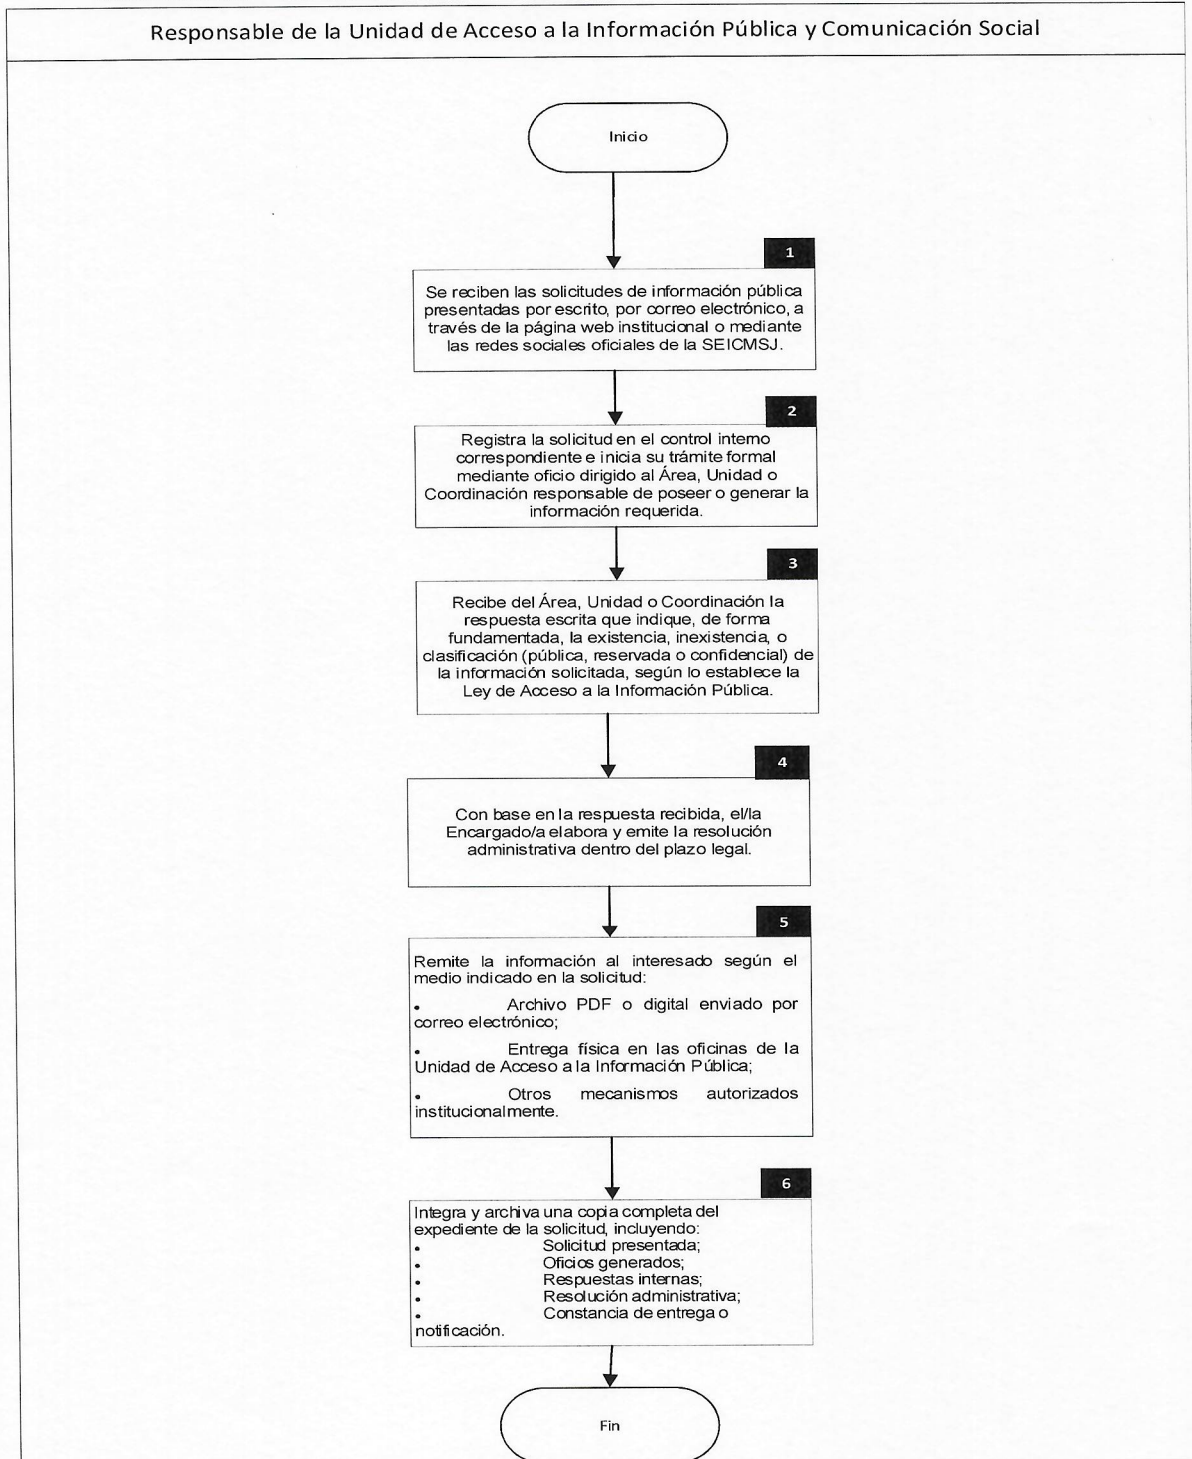 Responsable de la Unidad de Acceso a la Información Pública y Comunicación Social
Inicio
1
Se reciben las solicitudes de información pública
presentadas por escrito, por correo electrónico, a
través de la página web institucional o mediante
las redes sociales oficiales de la SEICMSJ.
2
Registra la solicitud en el control interno
correspondiente e inicia su trámite formal
mediante oficio dirigido al Área, Unidad o
Coordinación responsable de poseer o generar la
información requerida.
3
Recibe del Área, Unidad o Coordinación la
respuesta escrita que indique, de forma
fundamentada, la existencia, inexistencia, o
clasificación (pública, reservada o confidencial) de
la información solicitada, según lo establece la
Ley de Acceso a la Información Pública.
4
Con base en la respuesta recibida, el/la
Encargado/a elabora y emite la resolución
administrativa dentro del plazo legal.
5
Remite la información al interesado según el
medio indicado en la solicitud:
• Archivo PDF o digital enviado por
correo electrónico;
• Entrega física en las oficinas de la
Unidad de Acceso a la Información Pública;
• Otros mecanismos autorizados
institucionalmente.
6
Integra y archiva una copia completa del
expediente de la solicitud, incluyendo:
• Solicitud presentada;
• Oficios generados;
• Respuestas internas;
• Resolución administrativa;
• Constancia de entrega o
notificación.
Fin